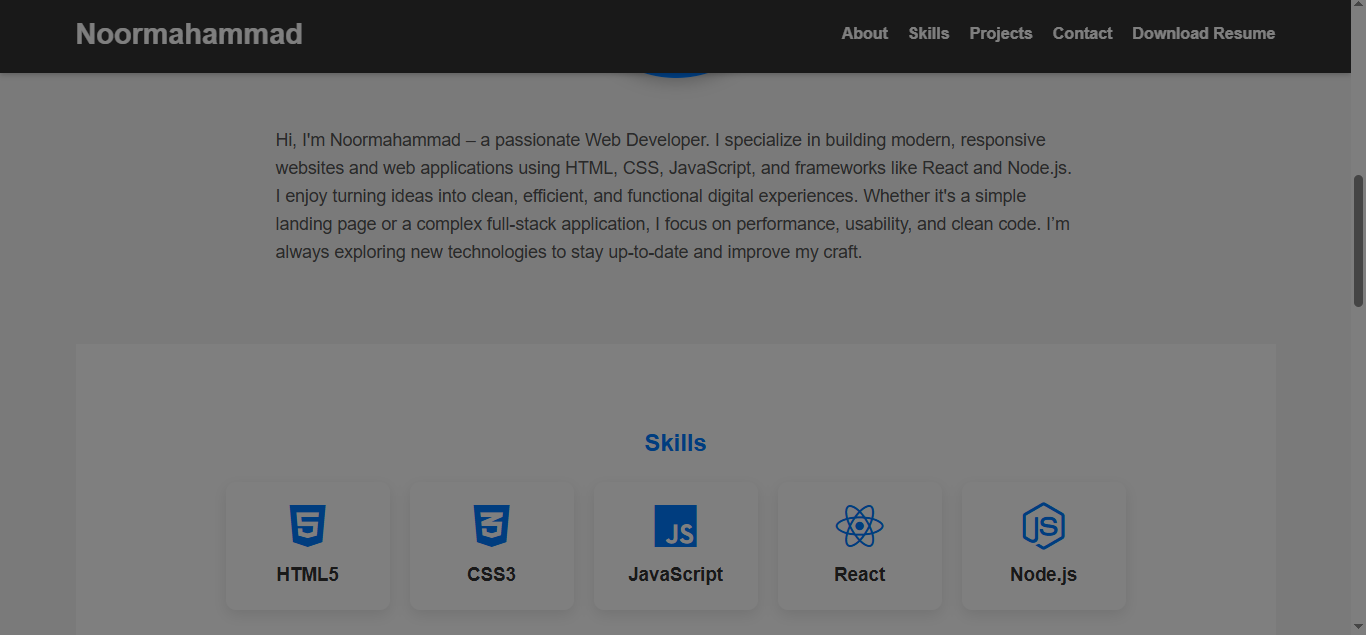 Noormahammad
About Skills Projects Contact Download Resume
Hi, I'm Noormahammad – a passionate Web Developer. I specialize in building modern, responsive
websites and web applications using HTML, CSS, JavaScript, and frameworks like React and Node.js.
I enjoy turning ideas into clean, efficient, and functional digital experiences. Whether it's a simple
landing page or a complex full-stack application, I focus on performance, usability, and clean code. I’m
always exploring new technologies to stay up-to-date and improve my craft.
Skills
5 3 JS JS
HTML5 CSS3 JavaScript React Node.js